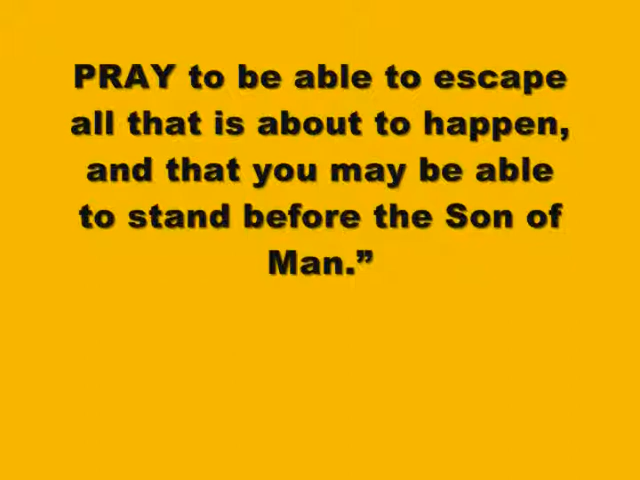 PRAY to be able to escape
all that is about to happen,
and that you may be able
to stand before the Son of
Man.”